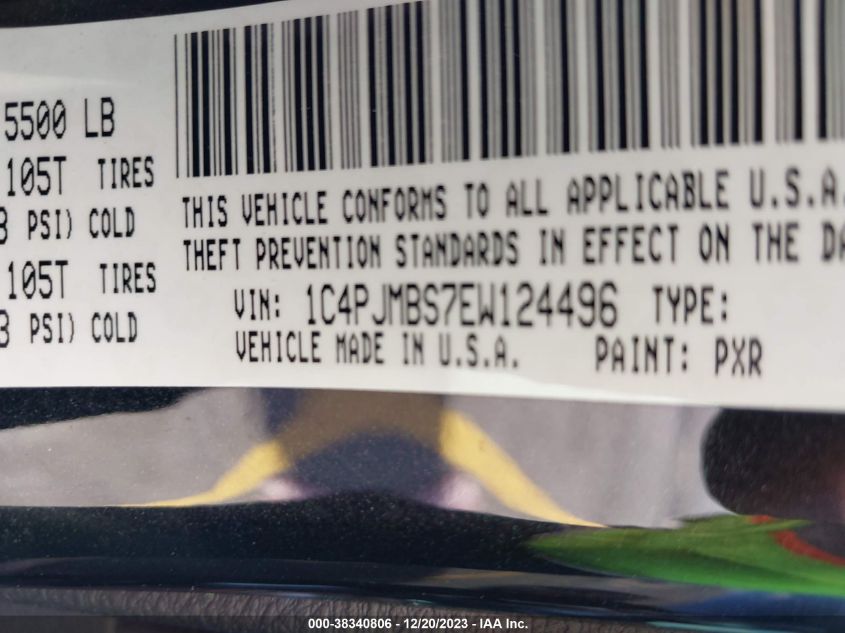 5500 LB
105T TIRES
PSI) COLD
105T TIRES
PSI) COLD
THIS VEHICLE CONFORMS TO ALL APPLICABLE U.S.A.
THEFT PREVENTION STANDARDS IN EFFECT ON THE DA
VIN: 1C4PJMBS7EW124496 TYPE:
VEHICLE MADE IN U.S.A. PAINT: PXR
000-38340806 - 12/20/2023 - IAA Inc.